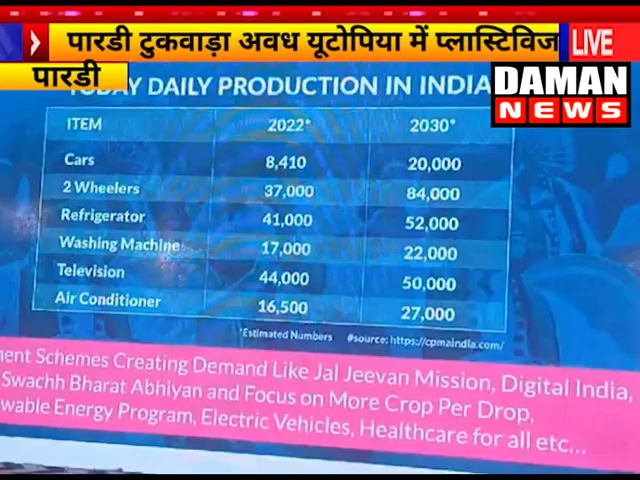 पारडी टुकवाड़ा अवध यूटोपिया में प्लास्टिविज
LIVE
पारडी
DAILY PRODUCTION IN INDIA
DAMAN
NEWS
ITEM 2022* 2030*
Cars 8,410 20,000
2 Wheelers 37,000 84,000
Refrigerator 41,000 52,000
Washing Machine 17,000 22,000
Television 44,000 50,000
Air Conditioner 16,500 27,000
*Estimated Numbers #source: https://cpmaindia.com/
Schemes Creating Demand Like Jal Jeevan Mission, Digital India,
Swachh Bharat Abhiyan and Focus on More Crop Per Drop,
Energy Program, Electric Vehicles, Healthcare for all etc...